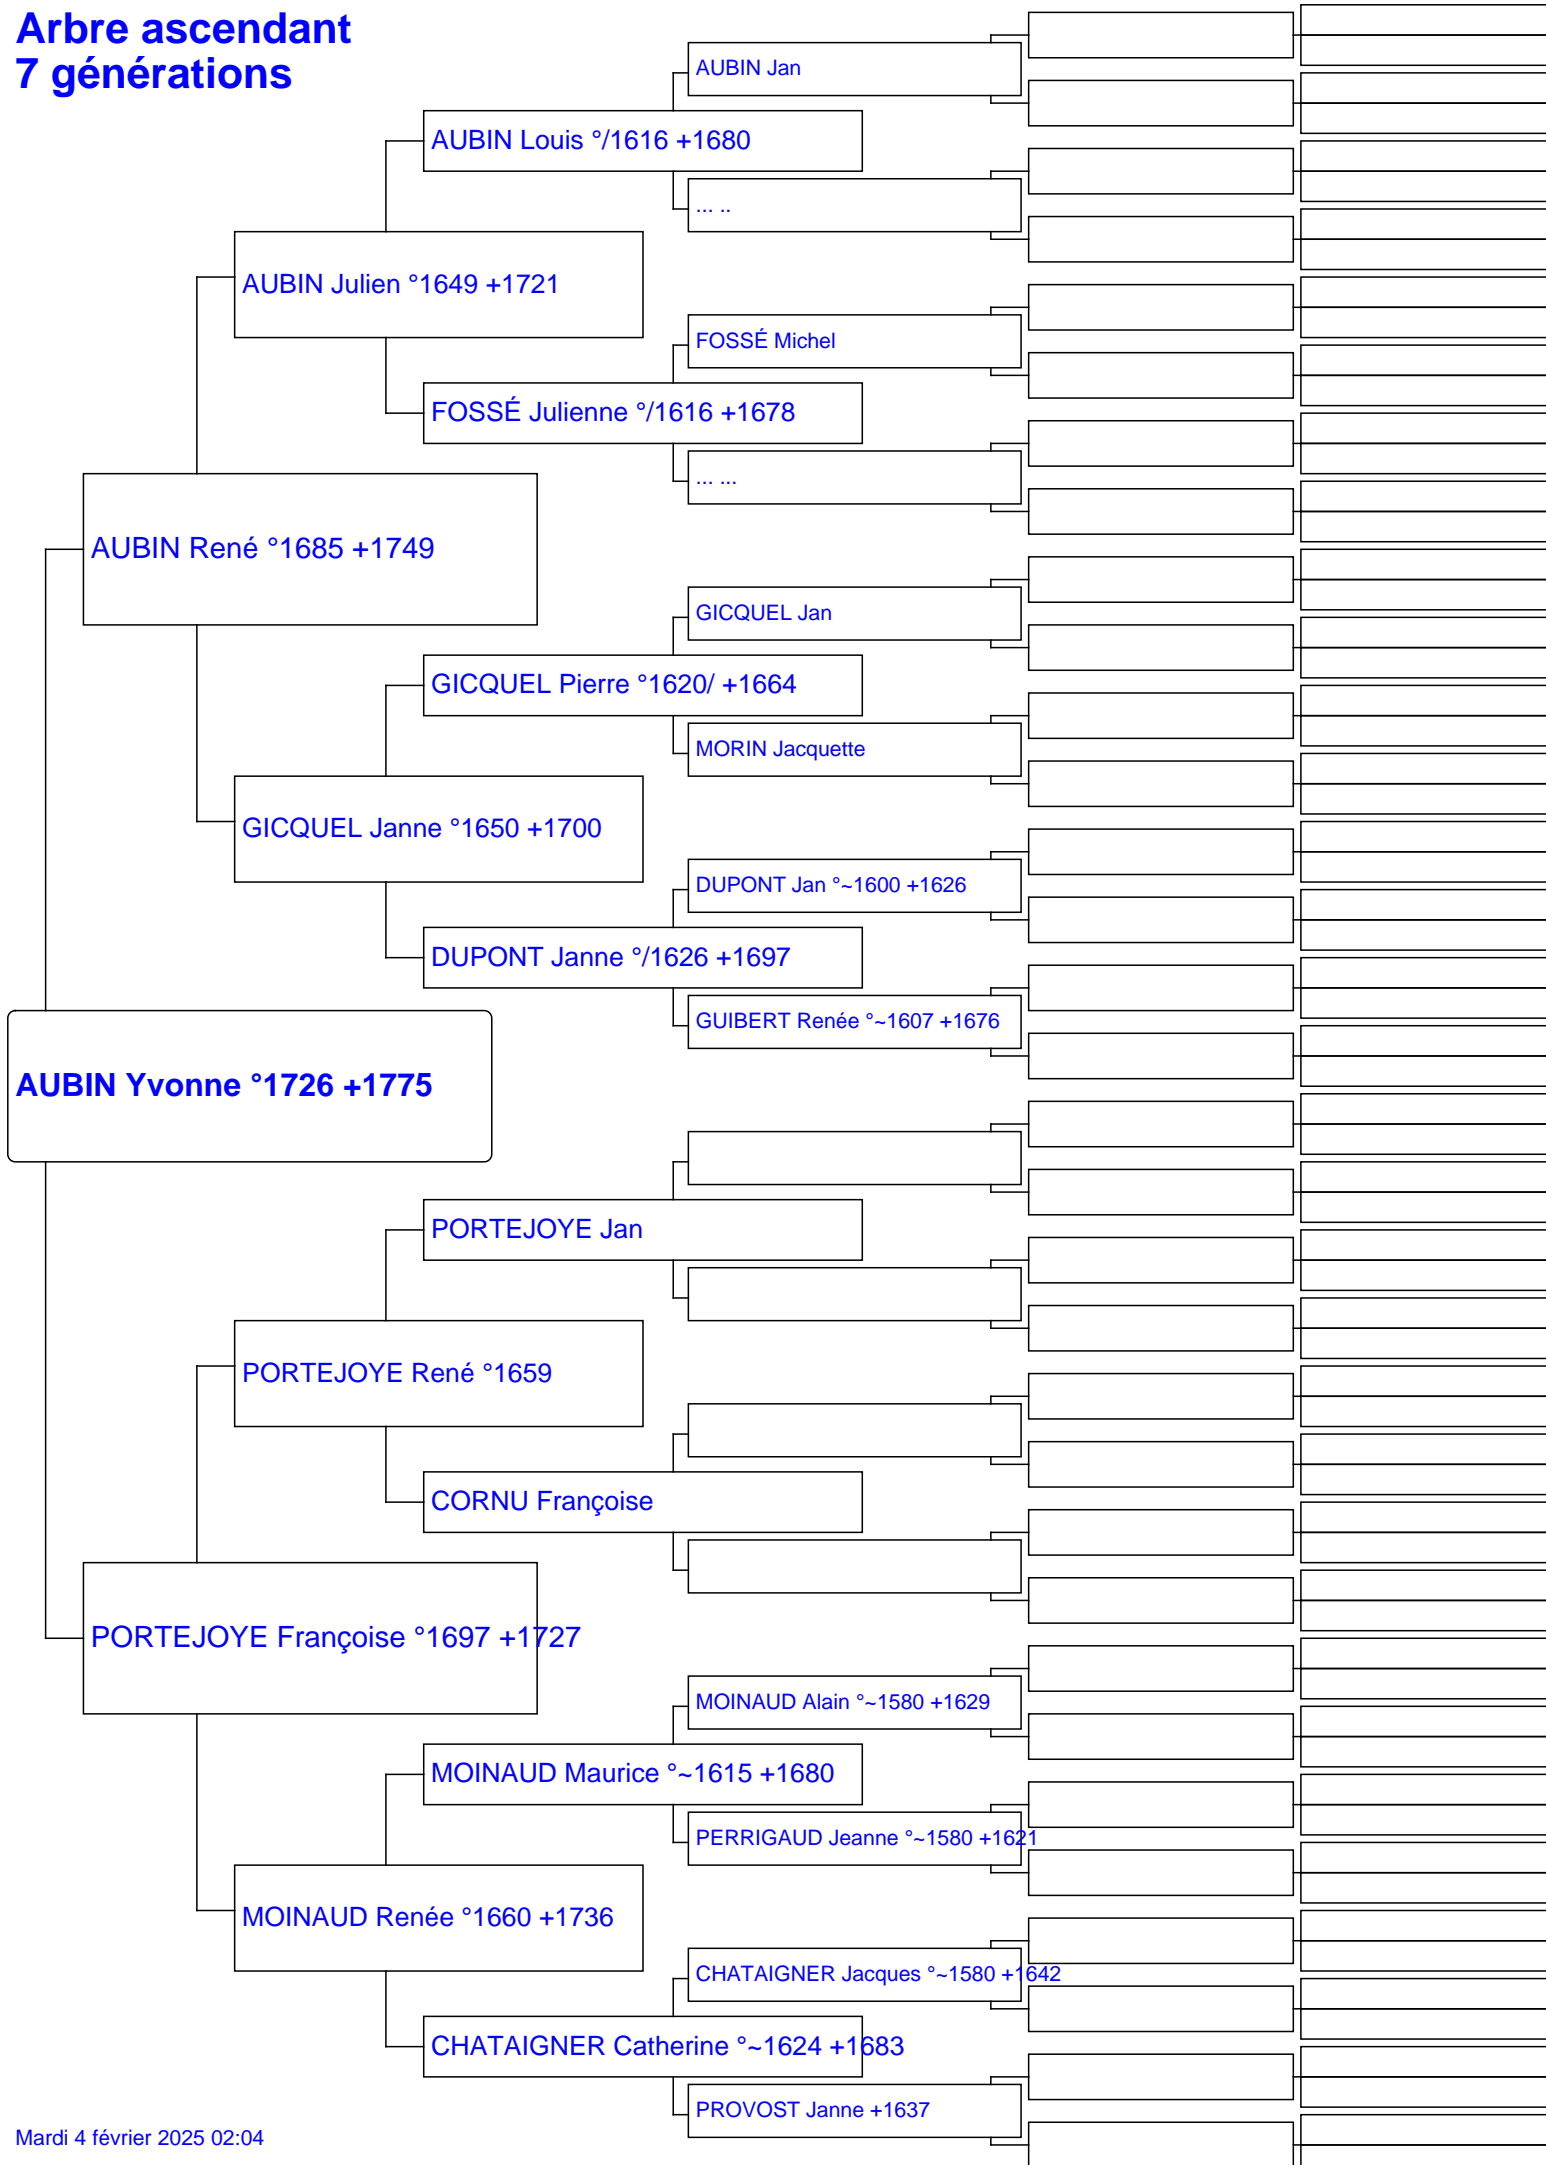 Arbre ascendant
7 générations
AUBIN Jan
AUBIN Louis °/1616 +1680
... ..
AUBIN Julien °1649 +1721
FOSSÉ Michel
FOSSÉ Julienne °/1616 +1678
... ...
AUBIN René °1685 +1749
GICQUEL Jan
GICQUEL Pierre °1620/ +1664
MORIN Jacquette
GICQUEL Janne °1650 +1700
DUPONT Jan °~1600 +1626
DUPONT Janne °/1626 +1697
GUIBERT Renée °~1607 +1676
AUBIN Yvonne °1726 +1775
PORTEJOYE Jan
PORTEJOYE René °1659
CORNU Françoise
PORTEJOYE Françoise °1697 +1727
MOINAUD Alain °~1580 +1629
MOINAUD Maurice °~1615 +1680
PERRIGAUD Jeanne °~1580 +1621
MOINAUD Renée °1660 +1736
CHATAIGNER Jacques °~1580 +1642
CHATAIGNER Catherine °~1624 +1683
PROVOST Janne +1637
Mardi 4 février 2025 02:04